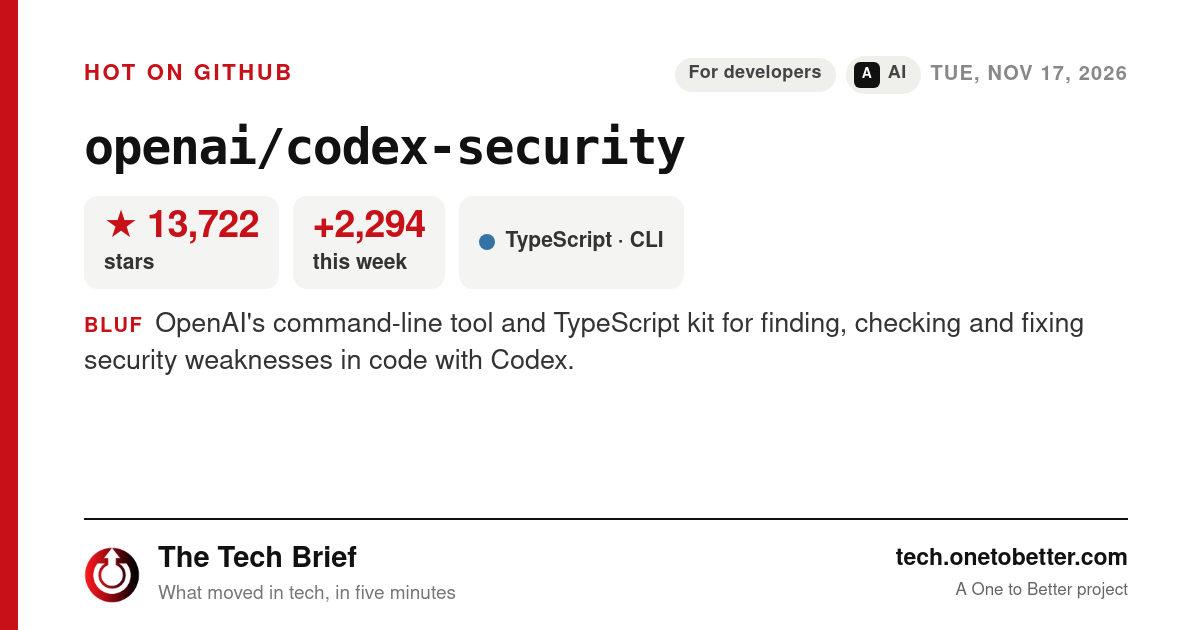 HOT ON GITHUB
For developers
A AI
TUE, NOV 17, 2026
openai/codex-security
★ 13,722
stars
+2,294
this week
TypeScript · CLI
BLUF OpenAI's command-line tool and TypeScript kit for finding, checking and fixing
security weaknesses in code with Codex.
The Tech Brief
What moved in tech, in five minutes
tech.onetobetter.com
A One to Better project